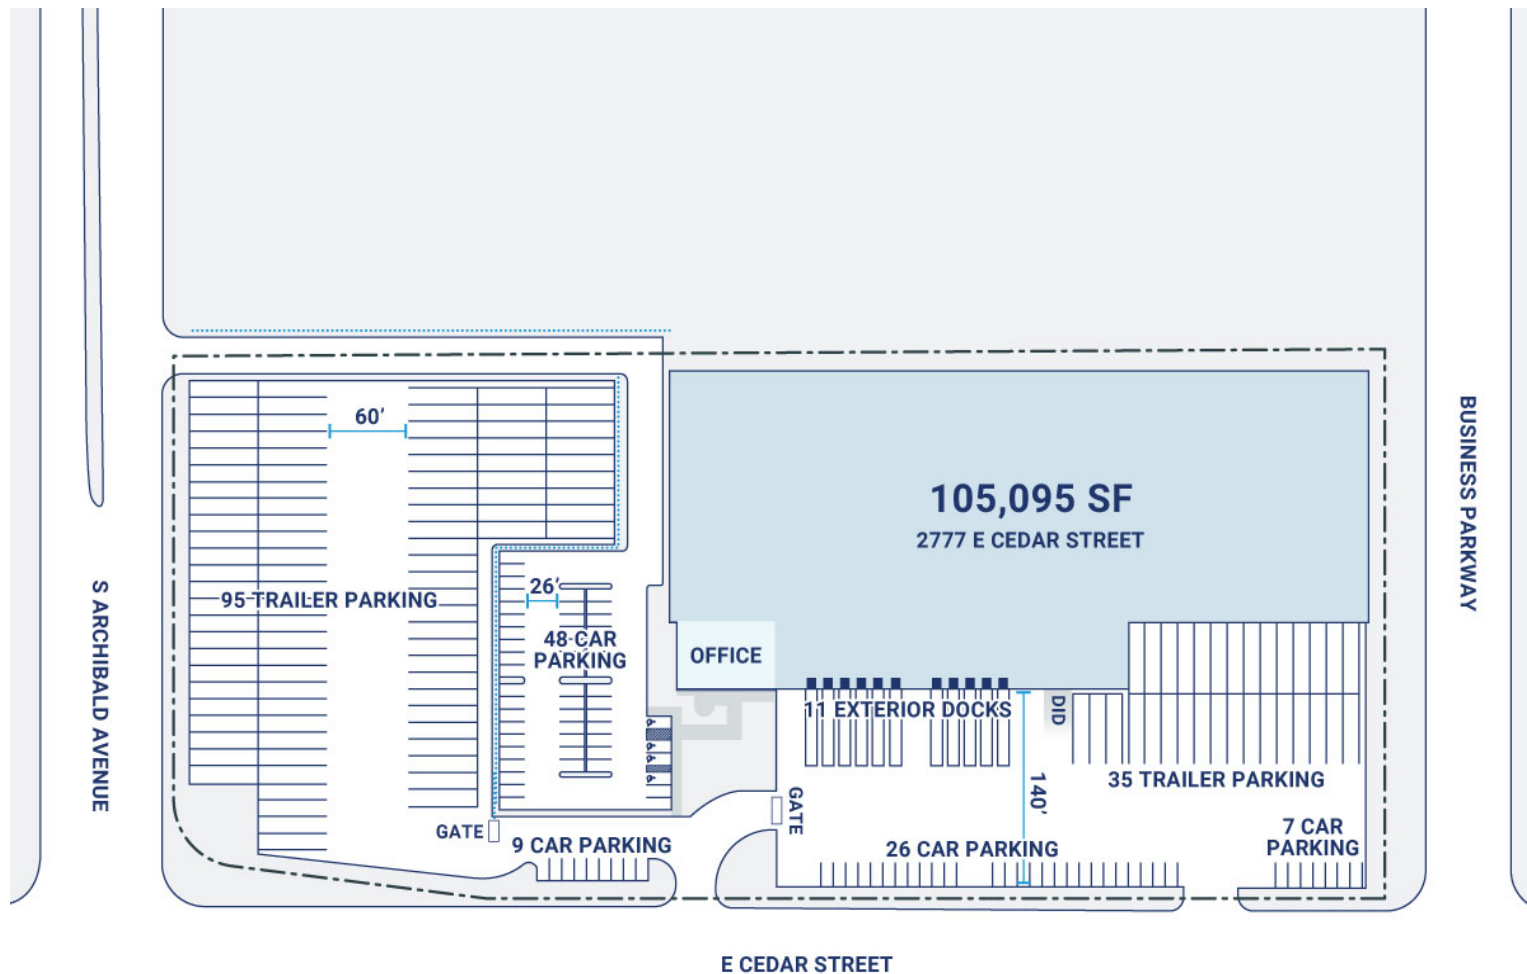 60’
BUSINESS PARKWAY
105,095 SF
2777 E CEDAR STREET
S ARCHIBALD AVENUE
95 TRAILER PARKING
26’
48 CAR
PARKING
OFFICE
11 EXTERIOR DOCKS
DID
140’
35 TRAILER PARKING
GATE
GATE
9 CAR PARKING
26 CAR PARKING
7 CAR
PARKING
E CEDAR STREET